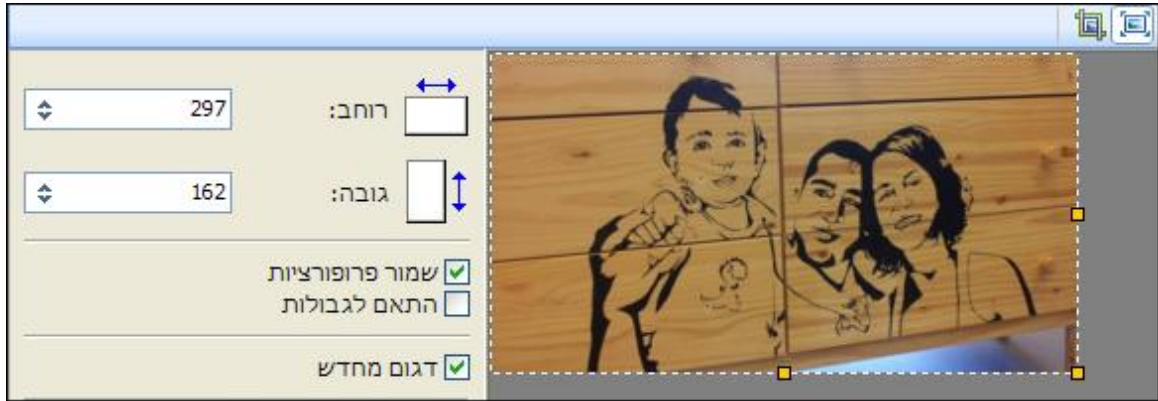 רוחב: 297
גובה: 162
שמור פרופורציות
התאם לגבולות
דגום מחדש